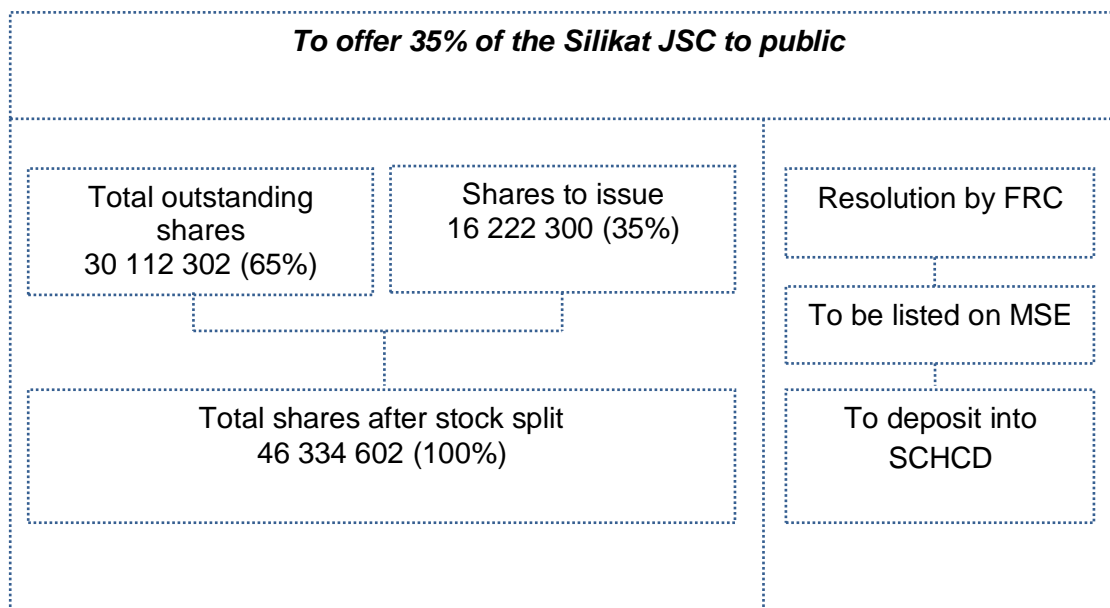 To offer 35% of the Silikat JSC to public
Total outstanding
shares
30 112 302 (65%)
Shares to issue
16 222 300 (35%)
Total shares after stock split
46 334 602 (100%)
Resolution by FRC
To be listed on MSE
To deposit into
SCHCD